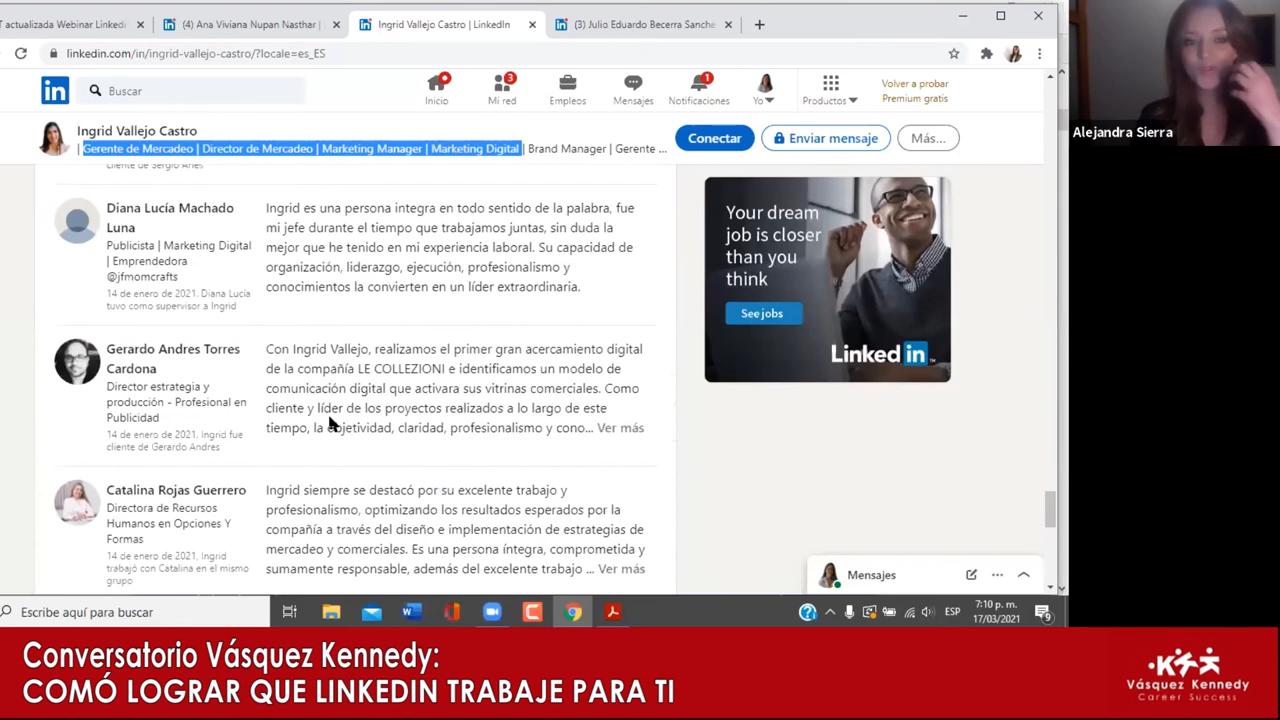 T actualizada Webinar Linkedi
(4) Ana Viviana Nupan Nasthar |
Ingrid Vallejo Castro | LinkedIn
(3) Julio Eduardo Becerra Sanche
linkedin.com/in/ingrid-vallejo-castro/?locale=es_ES
in
Buscar
Inicio
3
Mi red
Empleos
Mensajes
1
Notificaciones
Yo
Productos
Volver a probar
Premium gratis
Ingrid Vallejo Castro
| Gerente de Mercadeo | Director de Mercadeo | Marketing Manager | Marketing Digital | Brand Manager | Gerente ...
Conectar
Enviar mensaje
Más...
cliente de Sergio Aries
Diana Lucía Machado
Luna
Publicista | Marketing Digital
| Emprendedora
@jfmomcrafts
14 de enero de 2021, Diana Lucía
tuvo como supervisor a Ingrid
Ingrid es una persona integra en todo sentido de la palabra, fue
mi jefe durante el tiempo que trabajamos juntas, sin duda la
mejor que he tenido en mi experiencia laboral. Su capacidad de
organización, liderazgo, ejecución, profesionalismo y
conocimientos la convierten en un líder extraordinaria.
Gerardo Andres Torres
Cardona
Director estrategia y
producción - Profesional en
Publicidad
14 de enero de 2021, Ingrid fue
cliente de Gerardo Andres
Con Ingrid Vallejo, realizamos el primer gran acercamiento digital
de la compañía LE COLLEZIONI e identificamos un modelo de
comunicación digital que activara sus vitrinas comerciales. Como
cliente y líder de los proyectos realizados a lo largo de este
tiempo, la objetividad, claridad, profesionalismo y cono... Ver más
Catalina Rojas Guerrero
Directora de Recursos
Humanos en Opciones Y
Formas
14 de enero de 2021, Ingrid
trabajó con Catalina en el mismo
grupo
Ingrid siempre se destacó por su excelente trabajo y
profesionalismo, optimizando los resultados esperados por la
compañía a través del diseño e implementación de estrategias de
mercadeo y comerciales. Es una persona íntegra, comprometida y
sumamente responsable, además del excelente trabajo ... Ver más
Your dream
job is closer
than you
think
See jobs
Linked in
Mensajes
Alejandra Sierra
Escribe aquí para buscar
ESP
7:10 p. m.
17/03/2021
9
Conversatorio Vásquez Kennedy:
COMÓ LOGRAR QUE LINKEDIN TRABAJE PARA TI
Vásquez Kennedy
Career Success